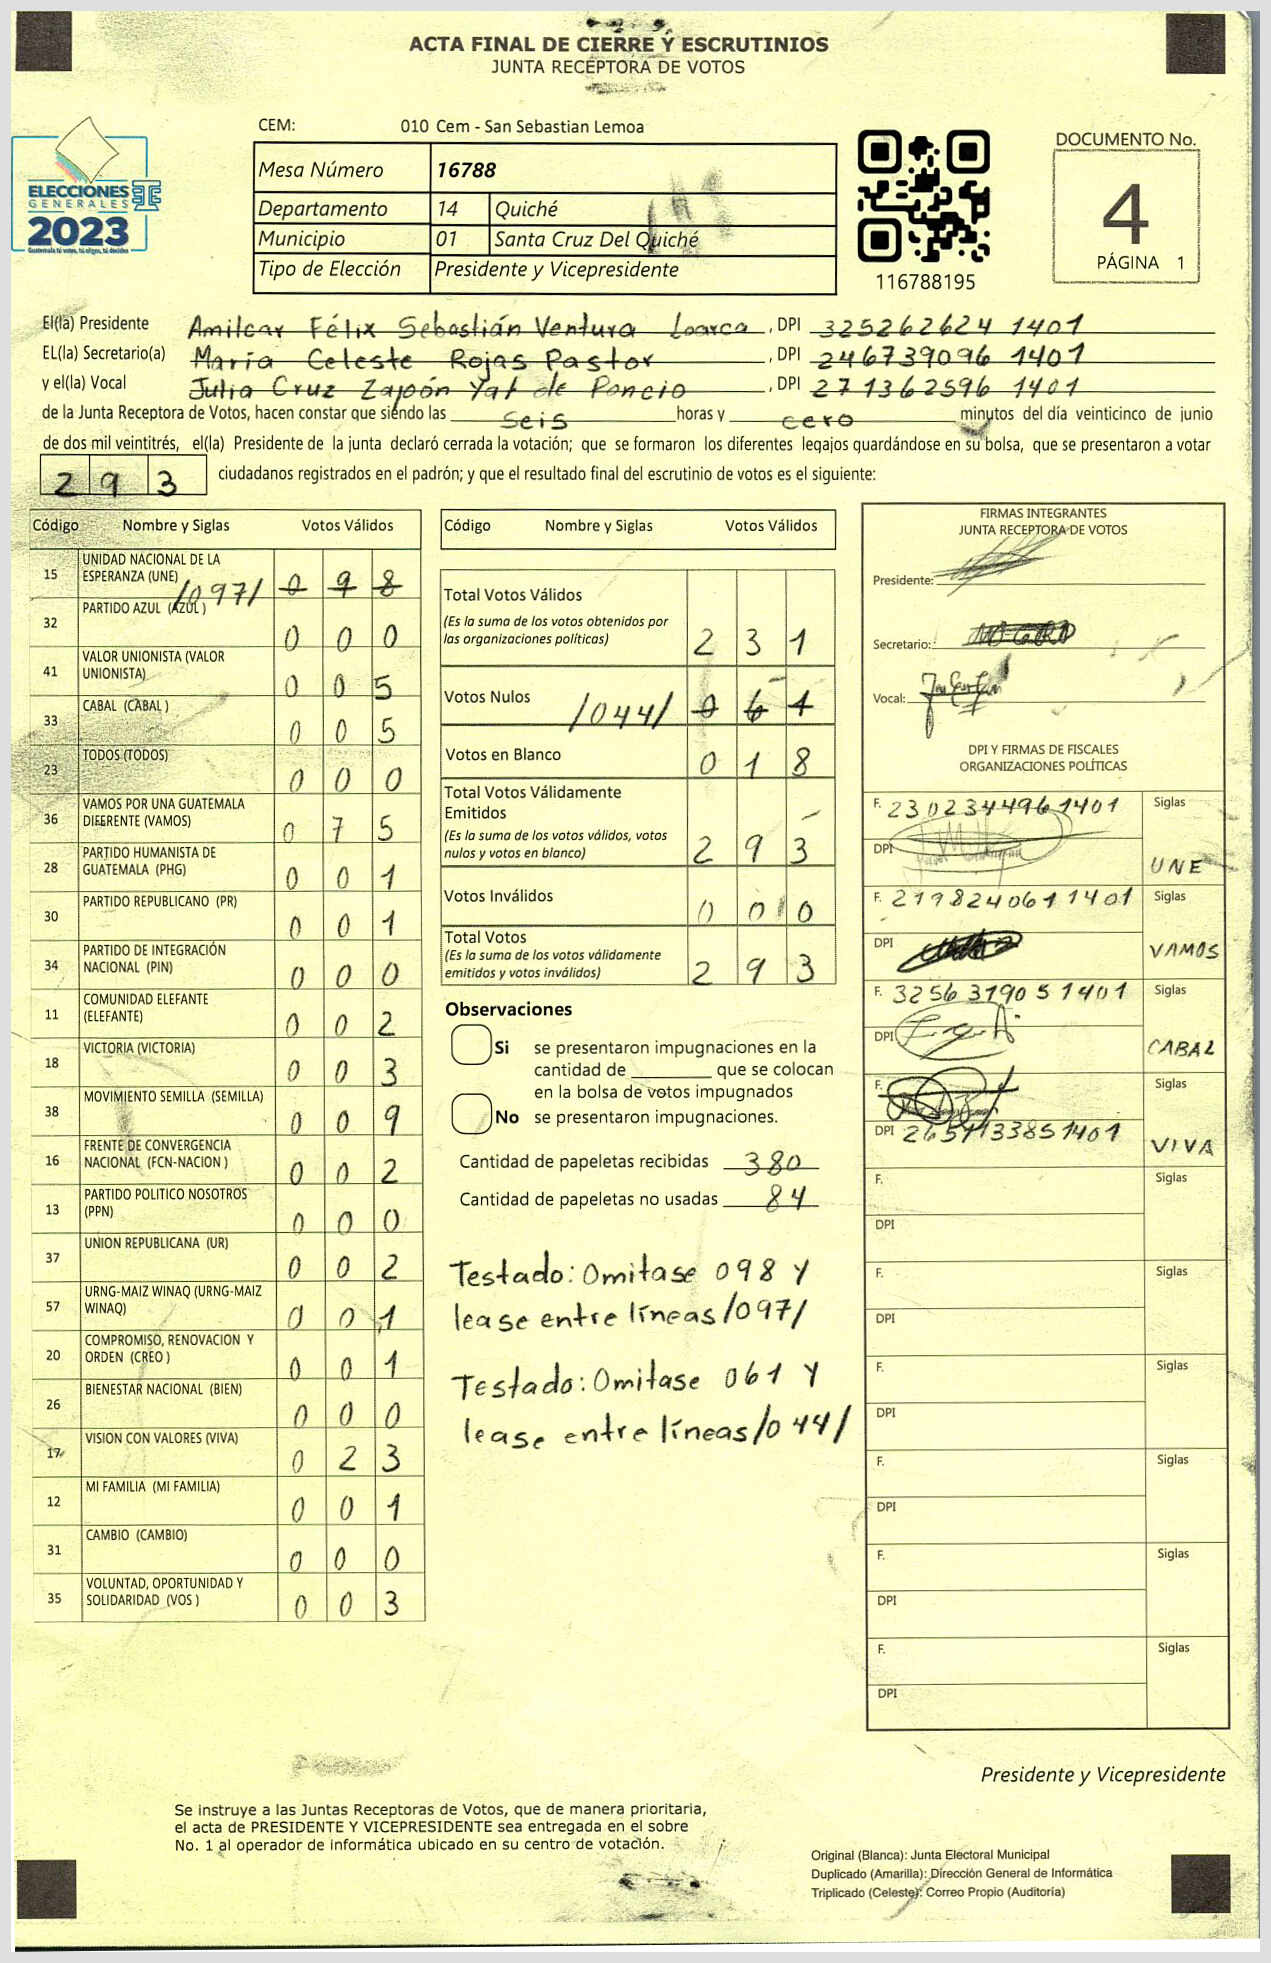 ACTA FINAL DE CIERRE Y ESCRUTINIOS
JUNTA RECEPTORA DE VOTOS
CEM: 010 Cem - San Sebastian Lemoa
ELECCIONES
GENERALES
2023
Guatemala tú votas, tú eliges, tú decides
Mesa Número 16788
Departamento 14 Quiché
Municipio 01 Santa Cruz Del Quiché
Tipo de Elección Presidente y Vicepresidente
116788195
DOCUMENTO No.
4
PÁGINA 1
El(la) Presidente Amilcar Félix Sebastián Ventura Loarca, DPI 325262624 1401
EL(la) Secretario(a) María Celeste Rojas Pastor, DPI 246739096 1401
y el(la) Vocal Julia Cruz Zapón Yat de Poncio, DPI 271362596 1401
de la Junta Receptora de Votos, hacen constar que siendo las seis horas y cero minutos del día veinticinco de junio
de dos mil veintitrés, el(la) Presidente de la junta declaró cerrada la votación; que se formaron los diferentes legajos guardándose en su bolsa, que se presentaron a votar
293 ciudadanos registrados en el padrón; y que el resultado final del escrutinio de votos es el siguiente:
Código Nombre y Siglas Votos Válidos
15 UNIDAD NACIONAL DE LA
ESPERANZA (UNE) /097/ 0 9 8
32 PARTIDO AZUL (AZUL ) 0 0 0
41 VALOR UNIONISTA (VALOR
UNIONISTA) 0 0 5
33 CABAL (CABAL ) 0 0 5
23 TODOS (TODOS) 0 0 0
36 VAMOS POR UNA GUATEMALA
DIFERENTE (VAMOS) 0 7 5
28 PARTIDO HUMANISTA DE
GUATEMALA (PHG) 0 0 1
30 PARTIDO REPUBLICANO (PR) 0 0 1
34 PARTIDO DE INTEGRACIÓN
NACIONAL (PIN) 0 0 0
11 COMUNIDAD ELEFANTE
(ELEFANTE) 0 0 2
18 VICTORIA (VICTORIA) 0 0 3
38 MOVIMIENTO SEMILLA (SEMILLA) 0 0 9
16 FRENTE DE CONVERGENCIA
NACIONAL (FCN-NACION ) 0 0 2
13 PARTIDO POLITICO NOSOTROS
(PPN) 0 0 0
37 UNION REPUBLICANA (UR) 0 0 2
57 URNG-MAIZ WINAQ (URNG-MAIZ
WINAQ) 0 0 1
20 COMPROMISO, RENOVACION Y
ORDEN (CREO ) 0 0 1
26 BIENESTAR NACIONAL (BIEN) 0 0 0
17 VISION CON VALORES (VIVA) 0 2 3
12 MI FAMILIA (MI FAMILIA) 0 0 1
31 CAMBIO (CAMBIO) 0 0 0
35 VOLUNTAD, OPORTUNIDAD Y
SOLIDARIDAD (VOS ) 0 0 3
Código Nombre y Siglas Votos Válidos
Total Votos Válidos
(Es la suma de los votos obtenidos por
las organizaciones políticas) 2 3 1
Votos Nulos /044/ 0 6 1
Votos en Blanco 0 1 8
Total Votos Válidamente
Emitidos
(Es la suma de los votos válidos, votos
nulos y votos en blanco) 2 9 3
Votos Inválidos 0 0 0
Total Votos
(Es la suma de los votos válidamente
emitidos y votos inválidos) 2 9 3
Observaciones
Si se presentaron impugnaciones en la
cantidad de ________ que se colocan
en la bolsa de votos impugnados
No se presentaron impugnaciones.
Cantidad de papeletas recibidas 380
Cantidad de papeletas no usadas 84
Testado: Omitase 098 y
lease entre líneas/097/
Testado: Omitase 061 y
lease entre líneas/044/
FIRMAS INTEGRANTES
JUNTA RECEPTORA DE VOTOS
Presidente:
Secretario:
Vocal:
DPI Y FIRMAS DE FISCALES
ORGANIZACIONES POLÍTICAS
F. 2302344961401 Siglas
DPI UNE
F. 2198240611401 Siglas
DPI VAMOS
F. 3256319051401 Siglas
DPI CABAL
F. Siglas
DPI 2651133851401 VIVA
F. Siglas
DPI
F. Siglas
DPI
F. Siglas
DPI
F. Siglas
DPI
F. Siglas
DPI
F. Siglas
DPI
Presidente y Vicepresidente
Se instruye a las Juntas Receptoras de Votos, que de manera prioritaria,
el acta de PRESIDENTE Y VICEPRESIDENTE sea entregada en el sobre
No. 1 al operador de informática ubicado en su centro de votación.
Original (Blanca): Junta Electoral Municipal
Duplicado (Amarilla): Dirección General de Informática
Triplicado (Celeste): Correo Propio (Auditoría)